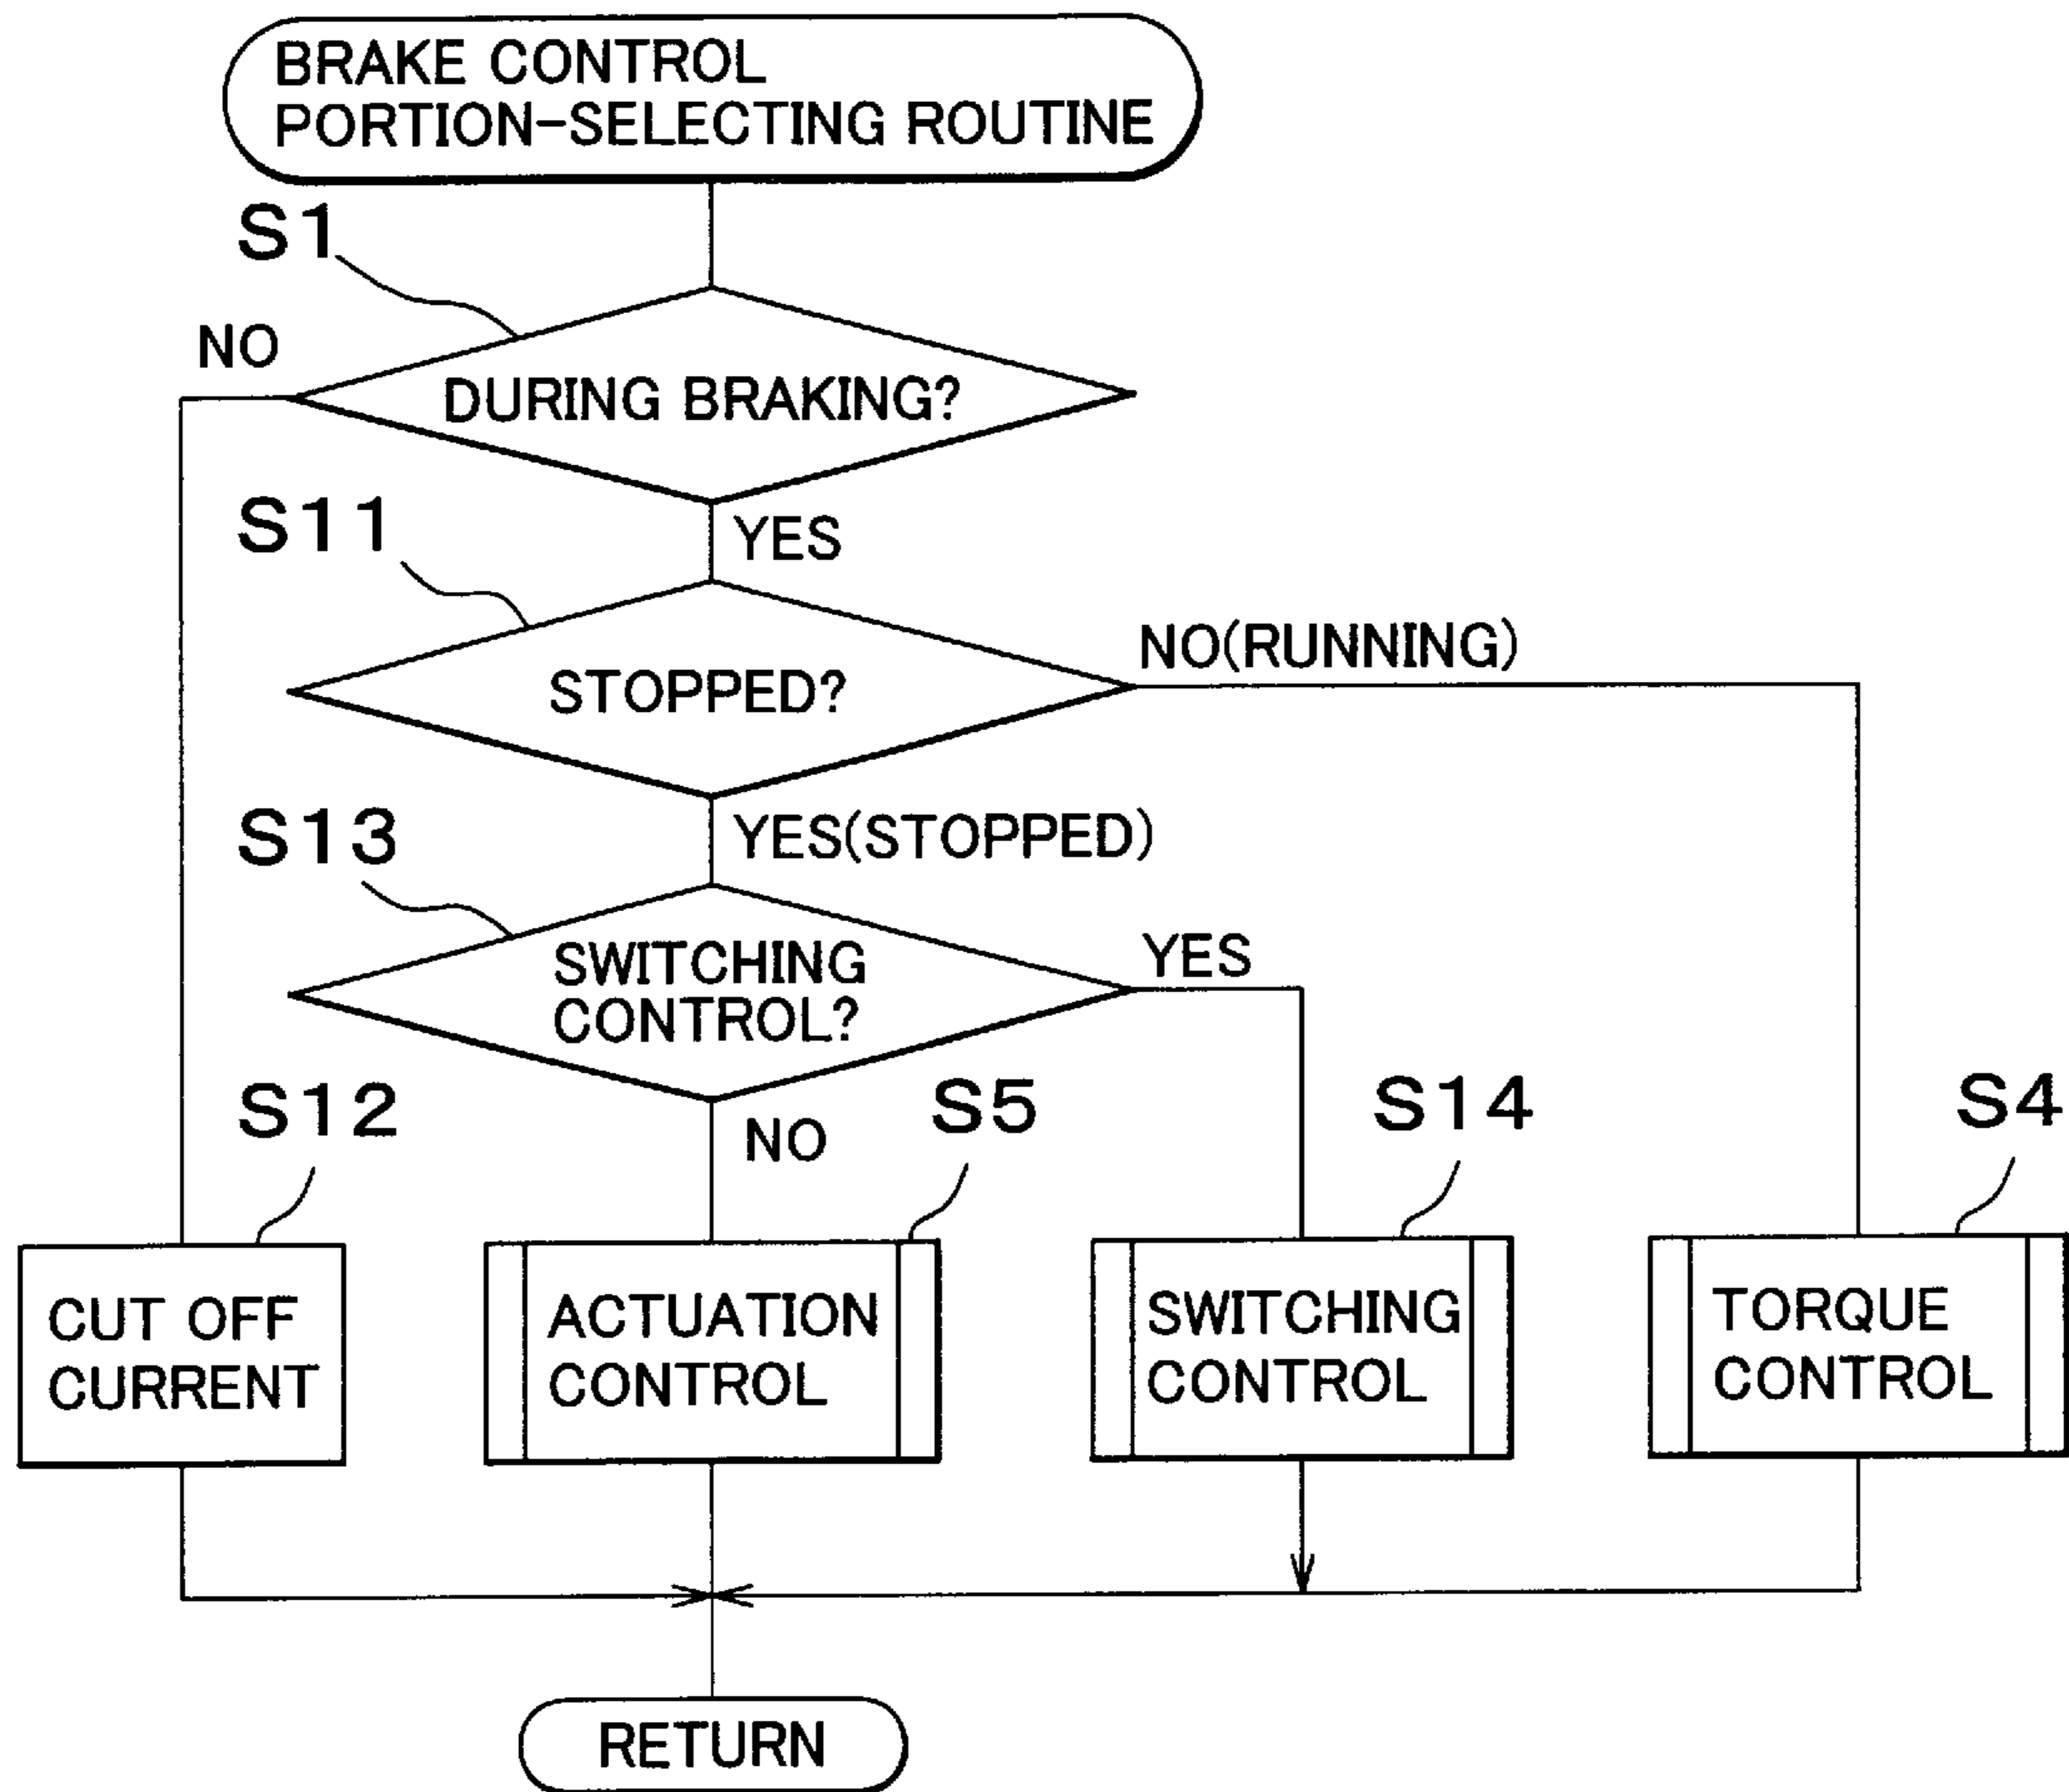 BRAKE CONTROL
PORTION-SELECTING ROUTINE
S1
NO
DURING BRAKING?
S11
YES
NO(RUNNING)
STOPPED?
S13
YES(STOPPED)
YES
SWITCHING
CONTROL?
S12
NO
S5
S14
S4
CUT OFF
CURRENT
ACTUATION
CONTROL
SWITCHING
CONTROL
TORQUE
CONTROL
RETURN